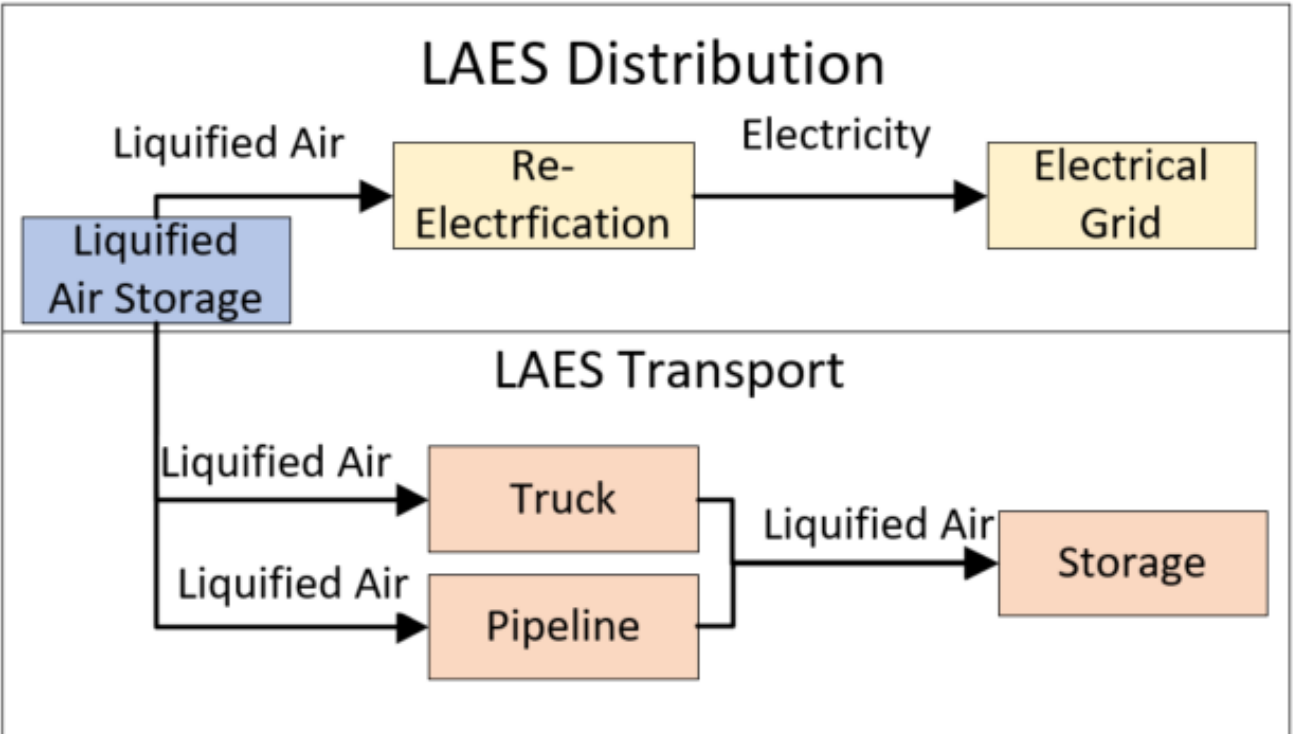 LAES Distribution
Liquified Air
Electricity
Re-
Electrfication
Electrical
Grid
Liquified
Air Storage
LAES Transport
Liquified Air
Truck
Liquified Air
Storage
Liquified Air
Pipeline